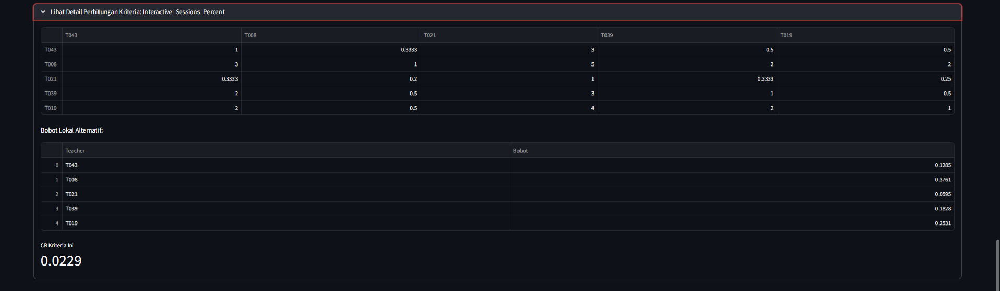 Lihat Detail Perhitungan Kriteria: Interactive_Sessions_Percent
T043 T008 T021 T039 T019
T043 1 0.3333 3 0.5 0.5
T008 3 1 5 2 2
T021 0.3333 0.2 1 0.3333 0.25
T039 2 0.5 3 1 0.5
T019 2 0.5 4 2 1
Bobot Lokal Alternatif:
Teacher Bobot
0 T043 0.1285
1 T008 0.3761
2 T021 0.0595
3 T039 0.1828
4 T019 0.2531
CR Kriteria Ini
0.0229